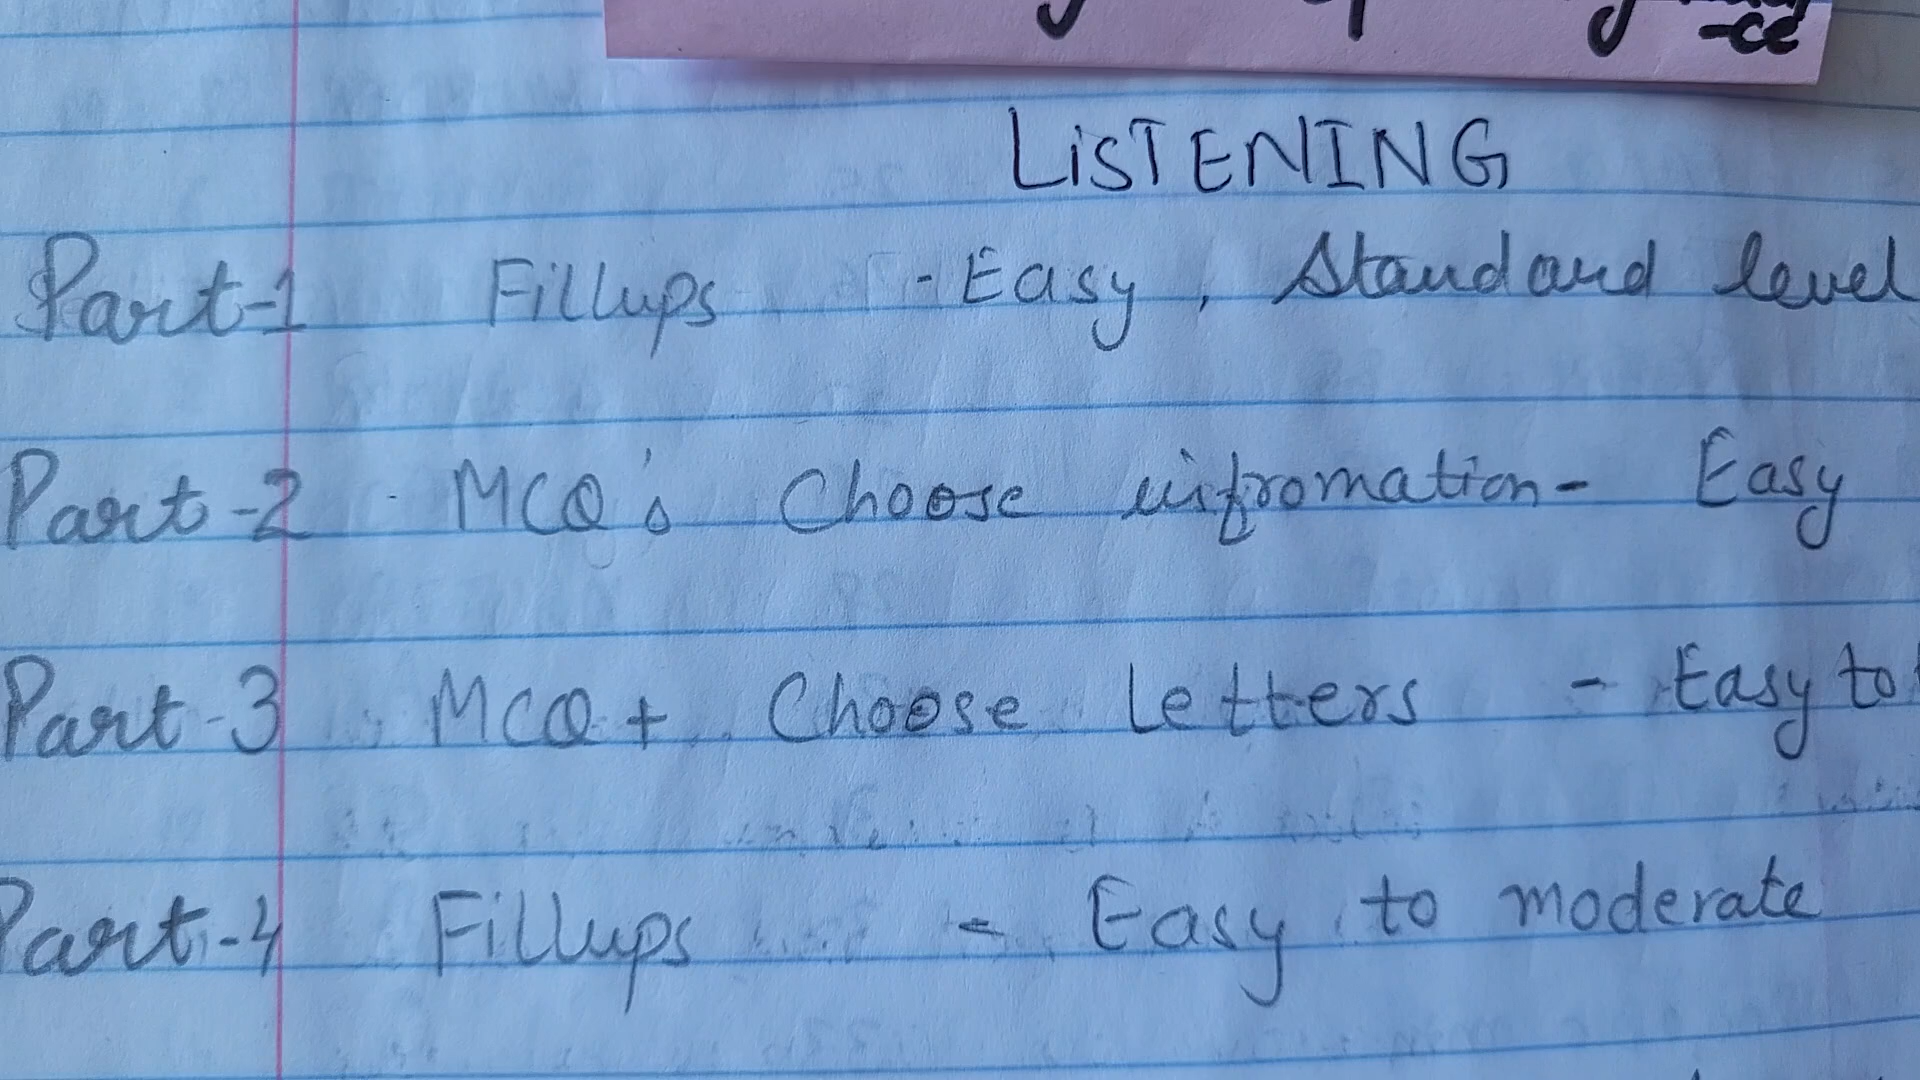 -ce
LiSTENING
Part-1 Fillups - Easy, Standard level
Part-2 - MCQ's Choose infromation - Easy
Part-3 MCQ + Choose letters - Easy to
Part-4 Fillups - Easy to moderate